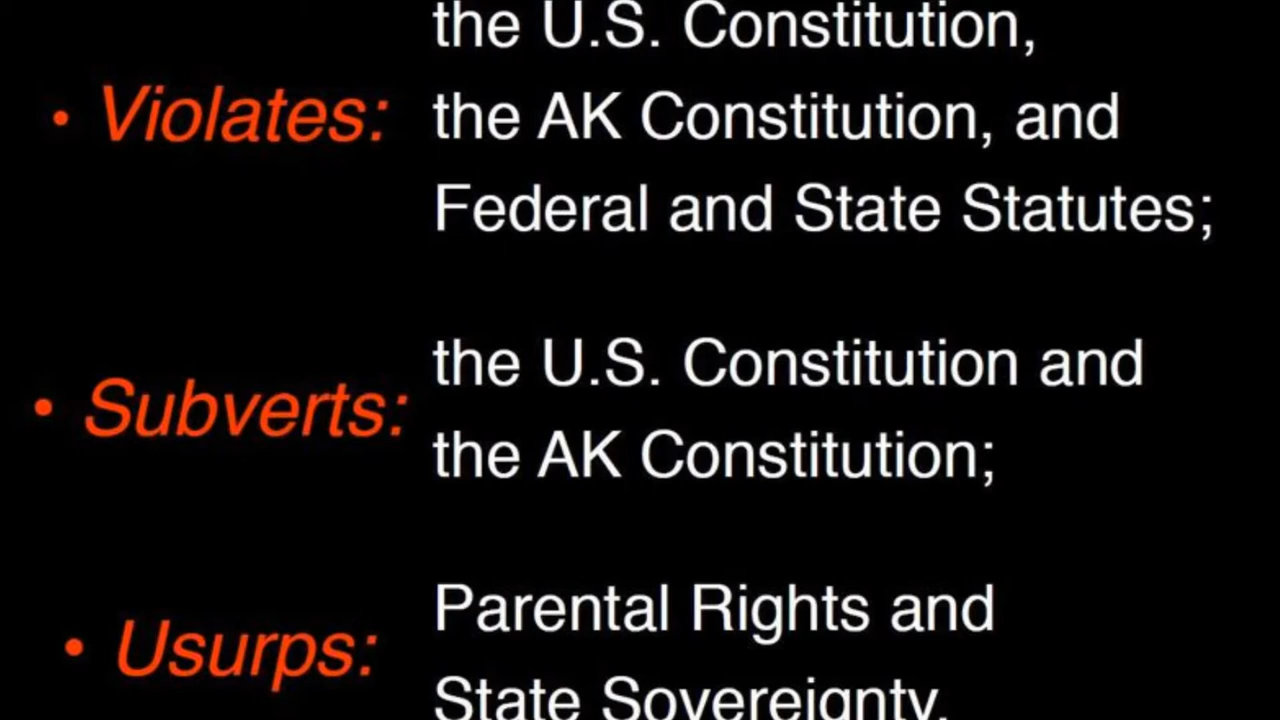 the U.S. Constitution,
• Violates: the AK Constitution, and
Federal and State Statutes;
the U.S. Constitution and
• Subverts:
the AK Constitution;
Parental Rights and
• Usurps:
State Sovereignty.